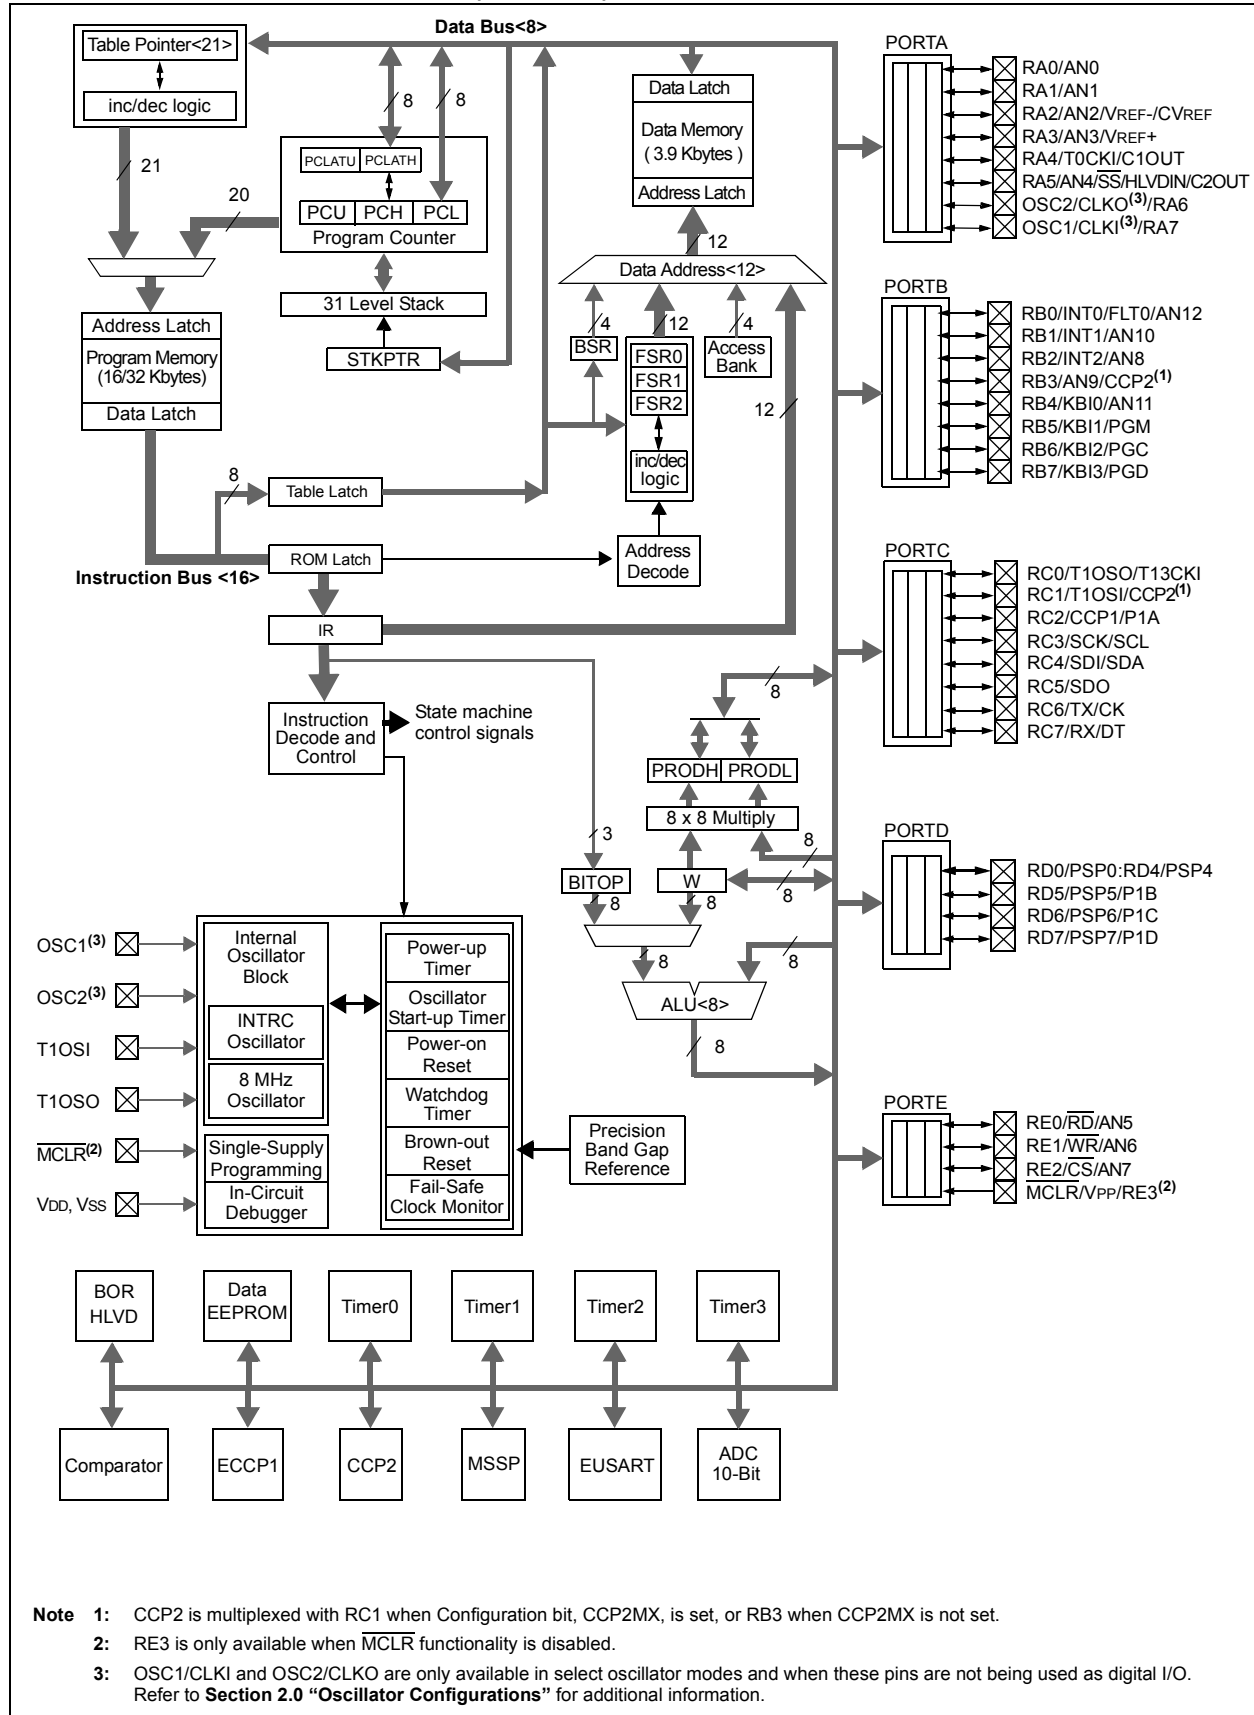 Data Bus<8>
Table Pointer<21>
inc/dec logic
21
20
8
8
PCLATU
PCLATH
PCU
PCH
PCL
Program Counter
31 Level Stack
STKPTR
Address Latch
Program Memory
(16/32 Kbytes)
Data Latch
8
Table Latch
ROM Latch
Instruction Bus <16>
IR
Data Latch
Data Memory
( 3.9 Kbytes )
Address Latch
12
Data Address<12>
4
12
4
BSR
FSR0
FSR1
FSR2
inc/dec
logic
Access
Bank
12
Address
Decode
Instruction
Decode and
Control
State machine
control signals
8
PRODH
PRODL
8 x 8 Multiply
3
8
BITOP
W
8
8
8
8
8
ALU<8>
8
OSC1(3)
OSC2(3)
T1OSI
T1OSO
MCLR(2)
VDD, VSS
Internal
Oscillator
Block
INTRC
Oscillator
8 MHz
Oscillator
Single-Supply
Programming
In-Circuit
Debugger
Power-up
Timer
Oscillator
Start-up Timer
Power-on
Reset
Watchdog
Timer
Brown-out
Reset
Fail-Safe
Clock Monitor
Precision
Band Gap
Reference
PORTA
RA0/AN0
RA1/AN1
RA2/AN2/VREF-/CVREF
RA3/AN3/VREF+
RA4/T0CKI/C1OUT
RA5/AN4/SS/HLVDIN/C2OUT
OSC2/CLKO(3)/RA6
OSC1/CLKI(3)/RA7
PORTB
RB0/INT0/FLT0/AN12
RB1/INT1/AN10
RB2/INT2/AN8
RB3/AN9/CCP2(1)
RB4/KBI0/AN11
RB5/KBI1/PGM
RB6/KBI2/PGC
RB7/KBI3/PGD
PORTC
RC0/T1OSO/T13CKI
RC1/T1OSI/CCP2(1)
RC2/CCP1/P1A
RC3/SCK/SCL
RC4/SDI/SDA
RC5/SDO
RC6/TX/CK
RC7/RX/DT
PORTD
RD0/PSP0:RD4/PSP4
RD5/PSP5/P1B
RD6/PSP6/P1C
RD7/PSP7/P1D
PORTE
RE0/RD/AN5
RE1/WR/AN6
RE2/CS/AN7
MCLR/VPP/RE3(2)
BOR
HLVD
Data
EEPROM
Timer0
Timer1
Timer2
Timer3
Comparator
ECCP1
CCP2
MSSP
EUSART
ADC
10-Bit
Note 1: CCP2 is multiplexed with RC1 when Configuration bit, CCP2MX, is set, or RB3 when CCP2MX is not set.
2: RE3 is only available when MCLR functionality is disabled.
3: OSC1/CLKI and OSC2/CLKO are only available in select oscillator modes and when these pins are not being used as digital I/O.
Refer to Section 2.0 “Oscillator Configurations” for additional information.